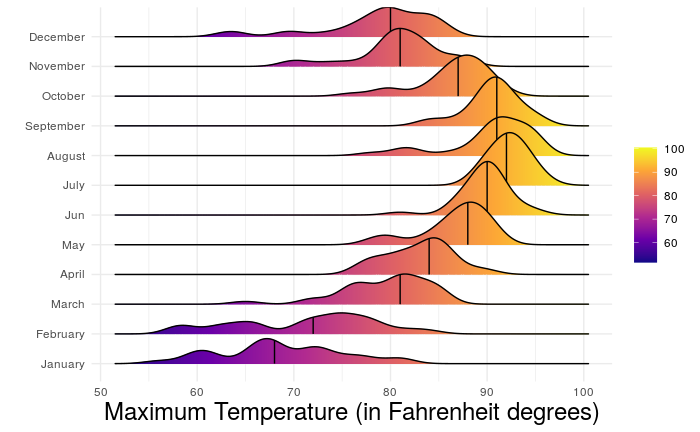 December
November
October
September
August
July
Jun
May
April
March
February
January
50 60 70 80 90 100
Maximum Temperature (in Fahrenheit degrees)
100
90
80
70
60